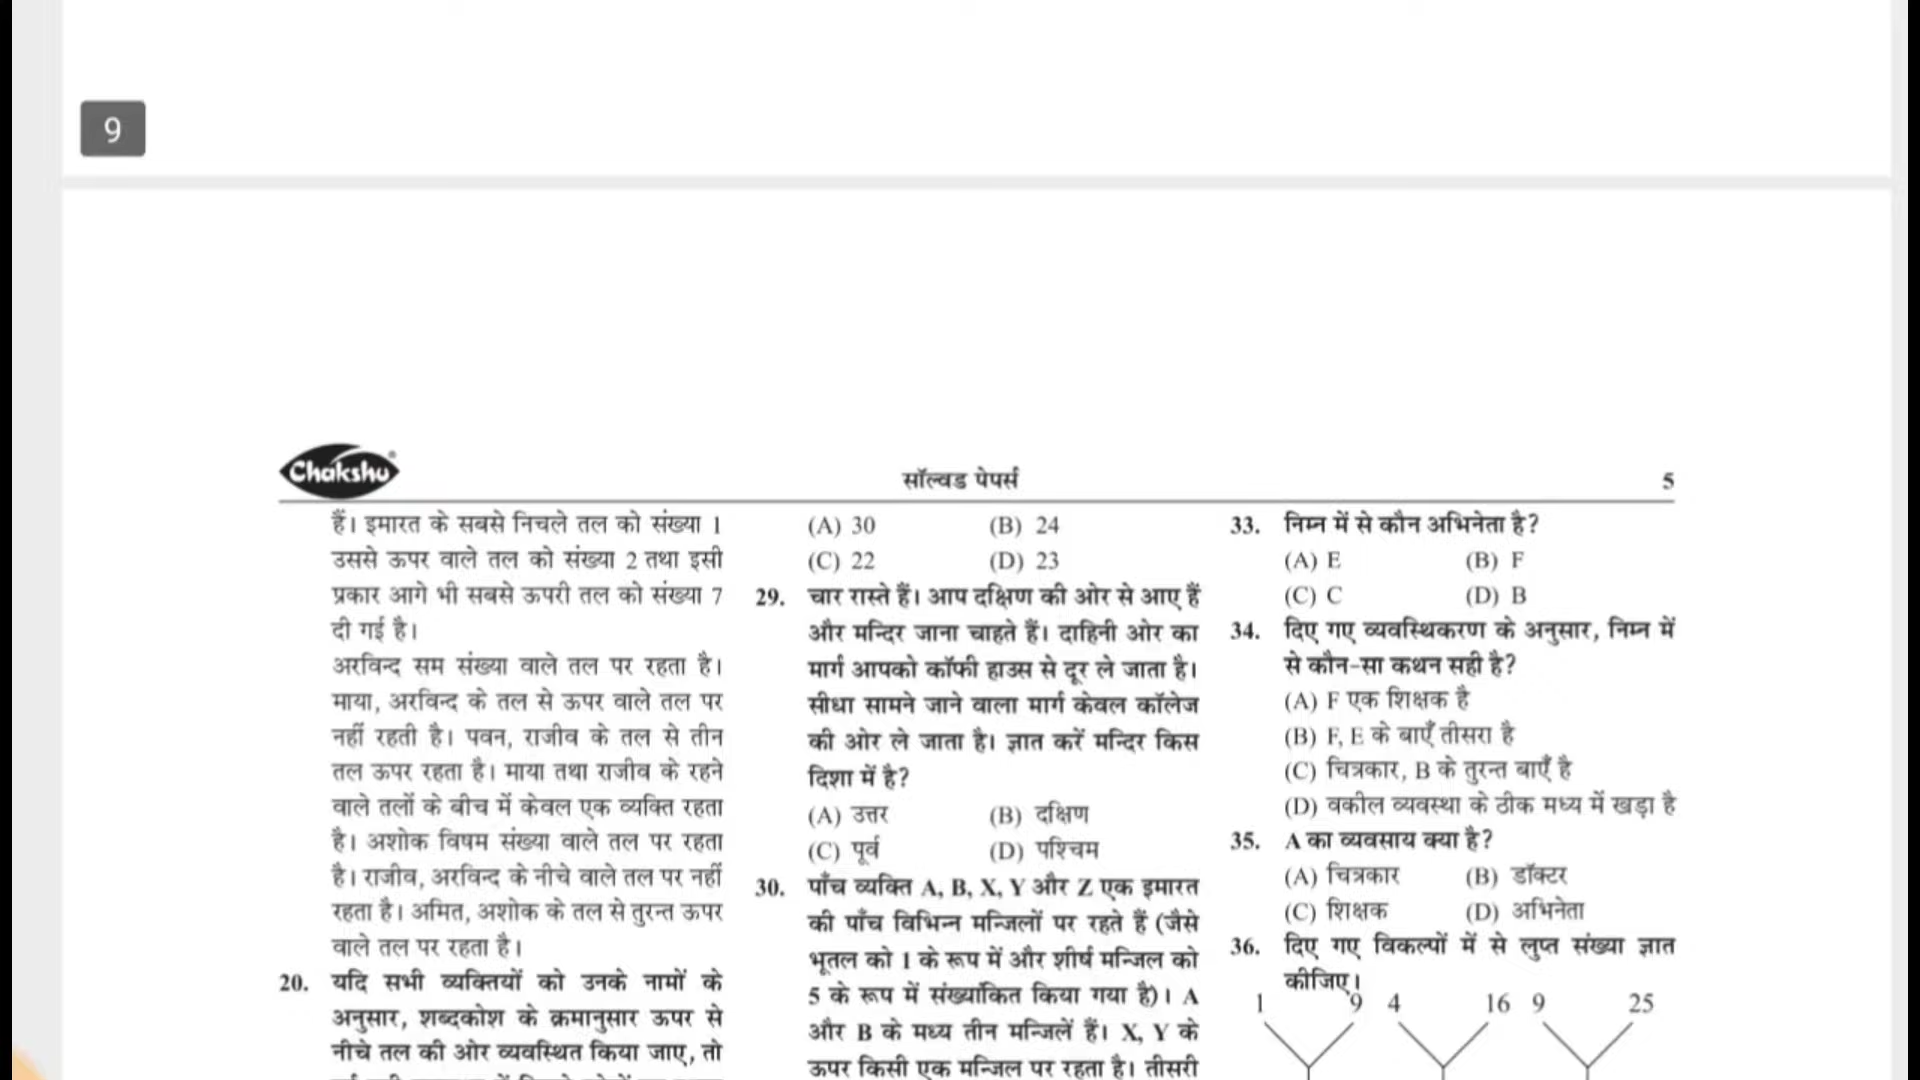 9
Chakshu
सॉल्वड पेपर्स
5
हैं। इमारत के सबसे निचले तल को संख्या 1
उससे ऊपर वाले तल को संख्या 2 तथा इसी
प्रकार आगे भी सबसे ऊपरी तल को संख्या 7
दी गई है।
अरविन्द सम संख्या वाले तल पर रहता है।
माया, अरविन्द के तल से ऊपर वाले तल पर
नहीं रहती है। पवन, राजीव के तल से तीन
तल ऊपर रहता है। माया तथा राजीव के रहने
वाले तलों के बीच में केवल एक व्यक्ति रहता
है। अशोक विषम संख्या वाले तल पर रहता
है। राजीव, अरविन्द के नीचे वाले तल पर नहीं
रहता है। अमित, अशोक के तल से तुरन्त ऊपर
वाले तल पर रहता है।
20. यदि सभी व्यक्तियों को उनके नामों के
अनुसार, शब्दकोश के क्रमानुसार ऊपर से
नीचे तल की ओर व्यवस्थित किया जाए, तो
(A) 30 (B) 24
(C) 22 (D) 23
29. चार रास्ते हैं। आप दक्षिण की ओर से आए हैं
और मन्दिर जाना चाहते हैं। दाहिनी ओर का
मार्ग आपको कॉफी हाउस से दूर ले जाता है।
सीधा सामने जाने वाला मार्ग केवल कॉलेज
की ओर ले जाता है। ज्ञात करें मन्दिर किस
दिशा में है?
(A) उत्तर (B) दक्षिण
(C) पूर्व (D) पश्चिम
30. पाँच व्यक्ति A, B, X, Y और Z एक इमारत
की पाँच विभिन्न मन्जिलों पर रहते हैं (जैसे
भूतल को 1 के रूप में और शीर्ष मन्जिल को
5 के रूप में संख्यांकित किया गया है)। A
और B के मध्य तीन मन्जिलें हैं। X, Y के
ऊपर किसी एक मन्जिल पर रहता है। तीसरी
33. निम्न में से कौन अभिनेता है?
(A) E (B) F
(C) C (D) B
34. दिए गए व्यवस्थिकरण के अनुसार, निम्न में
से कौन-सा कथन सही है?
(A) F एक शिक्षक है
(B) F, E के बाएँ तीसरा है
(C) चित्रकार, B के तुरन्त बाएँ है
(D) वकील व्यवस्था के ठीक मध्य में खड़ा है
35. A का व्यवसाय क्या है?
(A) चित्रकार (B) डॉक्टर
(C) शिक्षक (D) अभिनेता
36. दिए गए विकल्पों में से लुप्त संख्या ज्ञात
कीजिए।
1 9 4 16 9 25